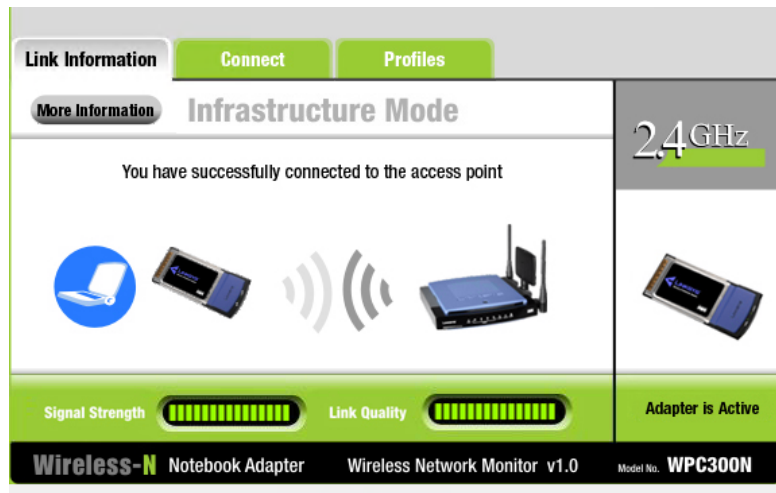 Link Information
Connect
Profiles
More Information
Infrastructure Mode
2.4GHz
You have successfully connected to the access point
Signal Strength
Link Quality
Adapter is Active
Wireless-N Notebook Adapter Wireless Network Monitor v1.0 Model No. WPC300N